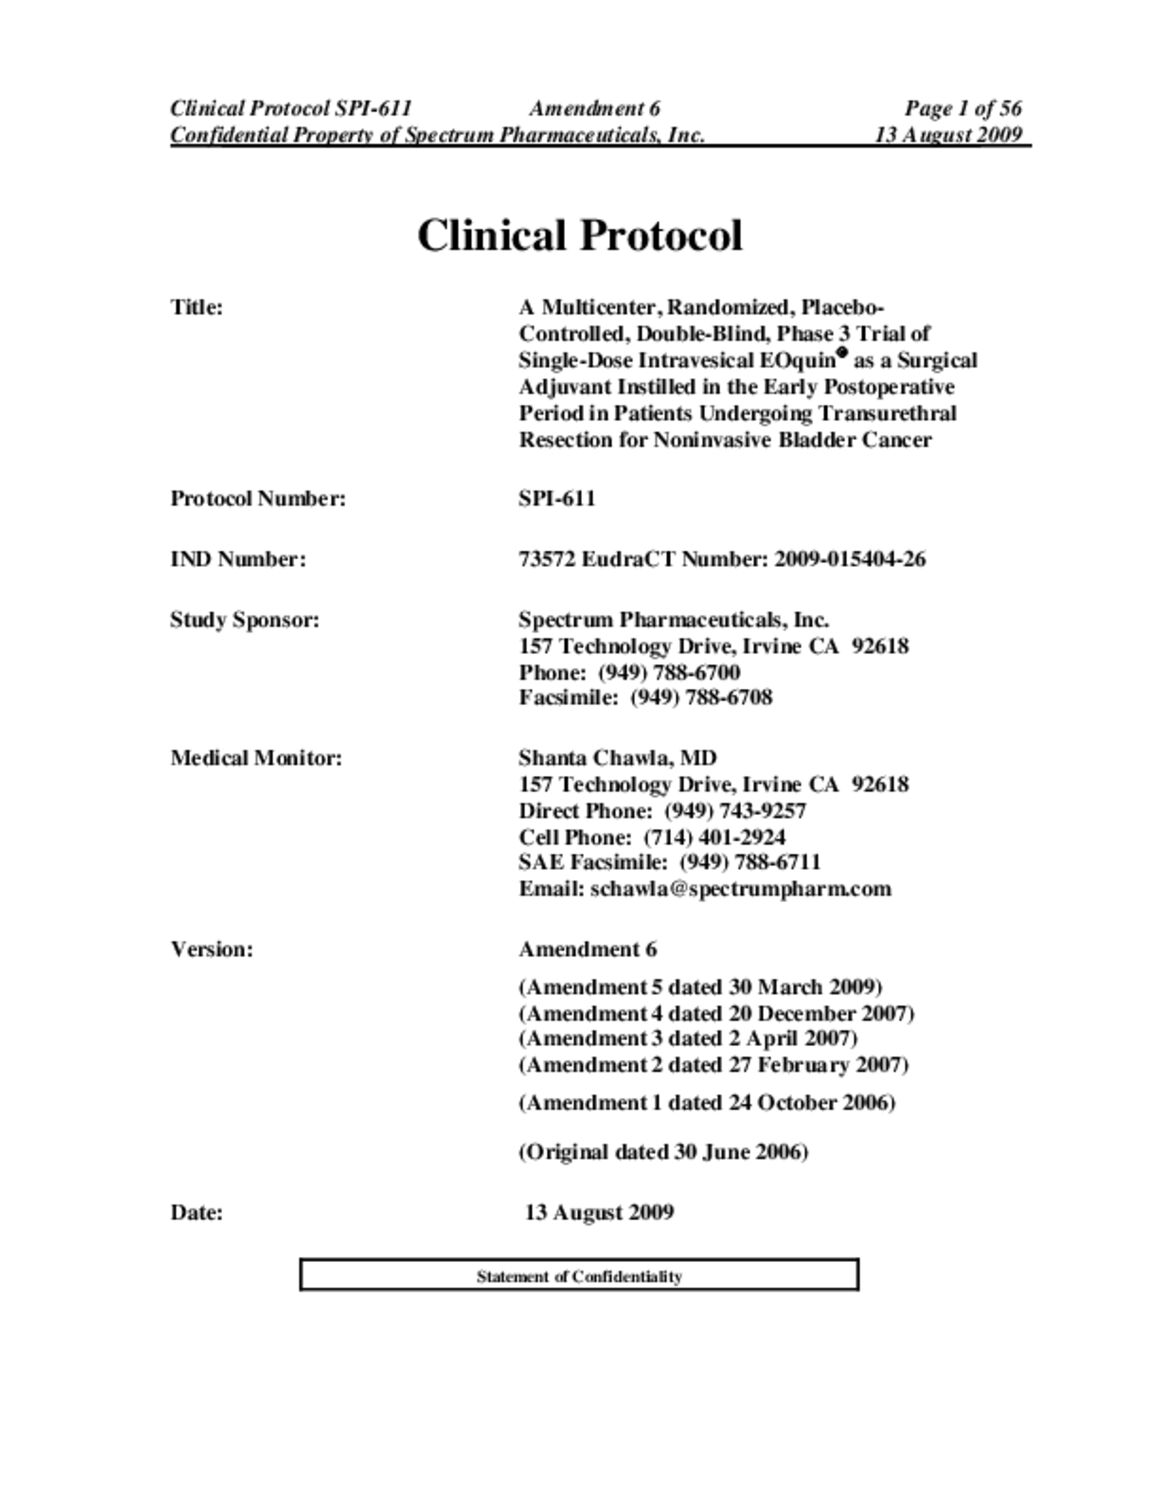 Clinical Protocol SPI-611 Amendment 6 Page 1 of 56
Confidential Property of Spectrum Pharmaceuticals, Inc. 13 August 2009
Clinical Protocol
Title: A Multicenter, Randomized, Placebo-
Controlled, Double-Blind, Phase 3 Trial of
Single-Dose Intravesical EOquin® as a Surgical
Adjuvant Instilled in the Early Postoperative
Period in Patients Undergoing Transurethral
Resection for Noninvasive Bladder Cancer
Protocol Number: SPI-611
IND Number: 73572 EudraCT Number: 2009-015404-26
Study Sponsor: Spectrum Pharmaceuticals, Inc.
157 Technology Drive, Irvine CA 92618
Phone: (949) 788-6700
Facsimile: (949) 788-6708
Medical Monitor: Shanta Chawla, MD
157 Technology Drive, Irvine CA 92618
Direct Phone: (949) 743-9257
Cell Phone: (714) 401-2924
SAE Facsimile: (949) 788-6711
Email: schawla@spectrumpharm.com
Version: Amendment 6
(Amendment 5 dated 30 March 2009)
(Amendment 4 dated 20 December 2007)
(Amendment 3 dated 2 April 2007)
(Amendment 2 dated 27 February 2007)
(Amendment 1 dated 24 October 2006)
(Original dated 30 June 2006)
Date: 13 August 2009
Statement of Confidentiality